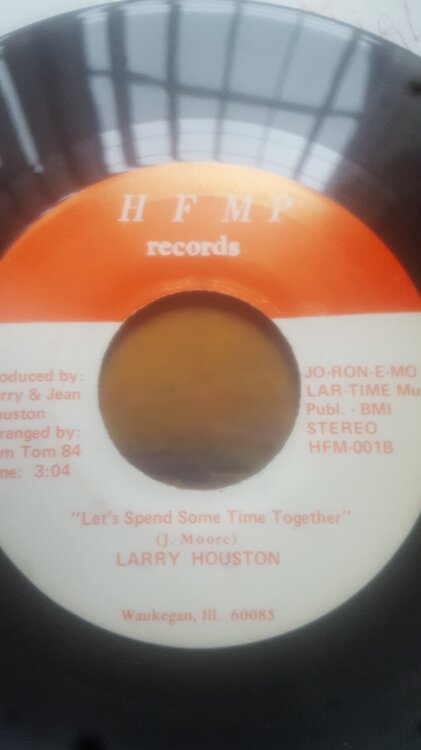 H F M P
records
oduced by:
rry & Jean
ouston
ranged by:
m Tom 84
me: 3:04
JO-RON-E-MO
LAR-TIME Mu
Publ. - BMI
STEREO
HFM-001B
"Let's Spend Some Time Together"
(J. Moore)
LARRY HOUSTON
Waukegan, Ill. 60085